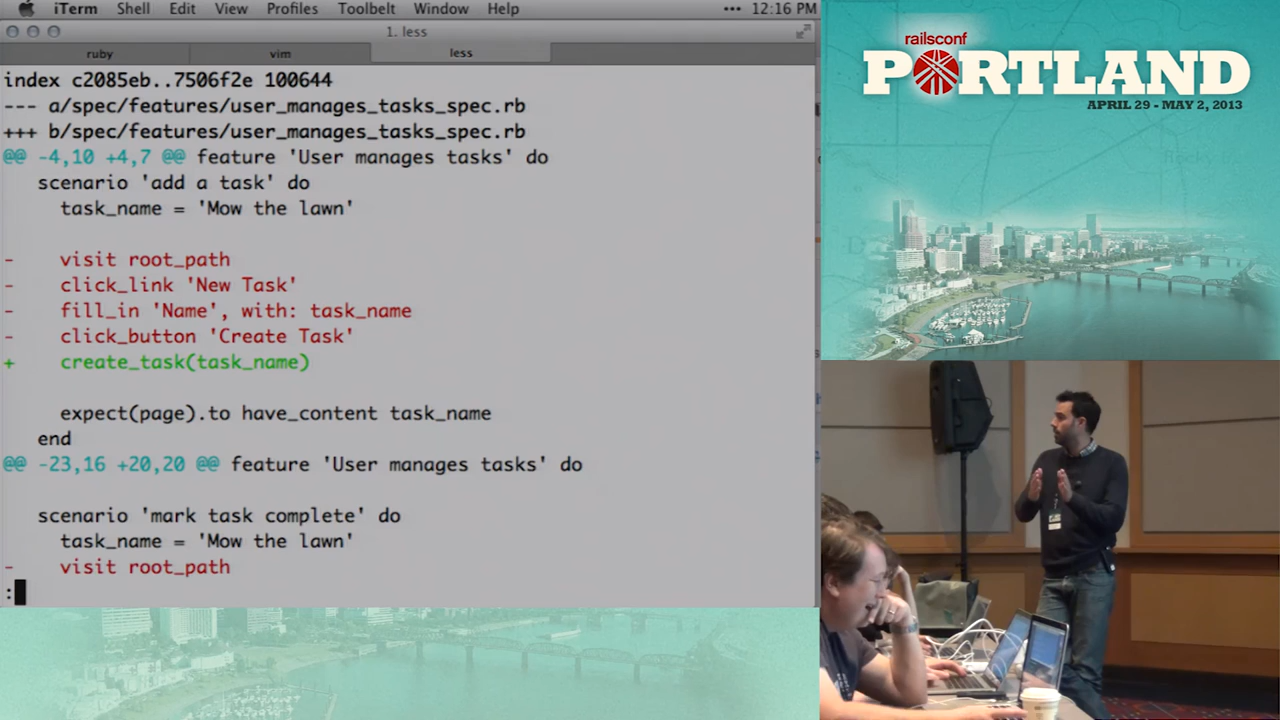 iTerm Shell Edit View Profiles Toolbelt Window Help ••• 12:16 PM
1. less
ruby vim less
index c2085eb..7506f2e 100644
--- a/spec/features/user_manages_tasks_spec.rb
+++ b/spec/features/user_manages_tasks_spec.rb
@@ -4,10 +4,7 @@ feature 'User manages tasks' do
scenario 'add a task' do
task_name = 'Mow the lawn'
- visit root_path
- click_link 'New Task'
- fill_in 'Name', with: task_name
- click_button 'Create Task'
+ create_task(task_name)
expect(page).to have_content task_name
end
@@ -23,16 +20,20 @@ feature 'User manages tasks' do
scenario 'mark task complete' do
task_name = 'Mow the lawn'
- visit root_path
:
railsconf
PORTLAND
APRIL 29 - MAY 2, 2013